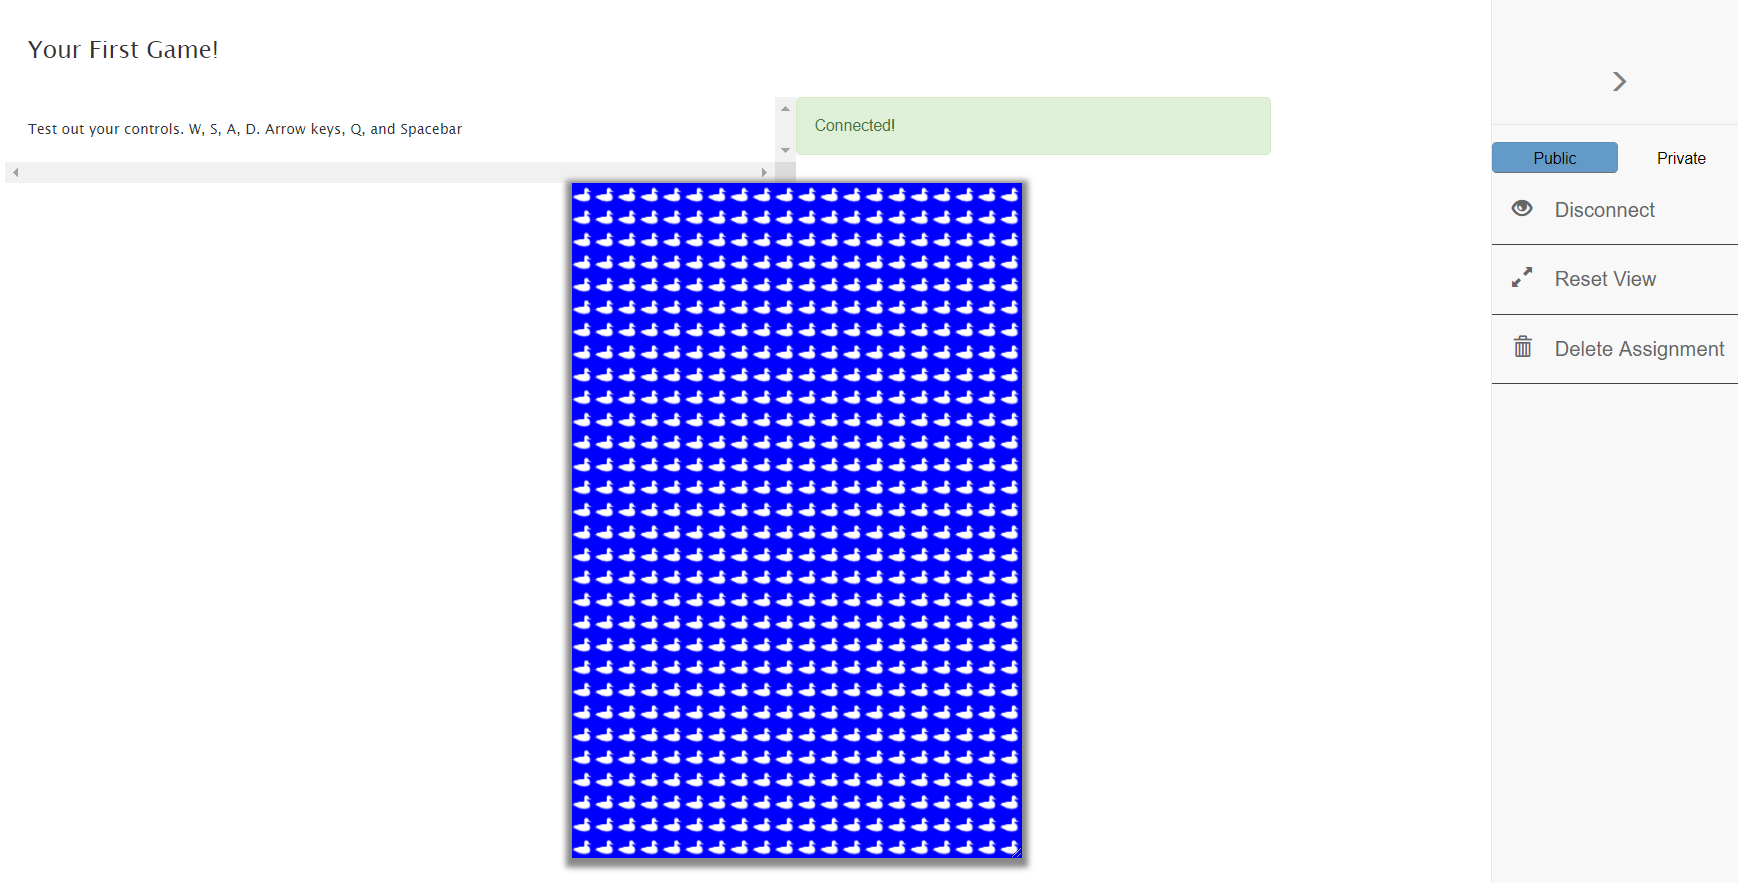 Your First Game!
Test out your controls. W, S, A, D. Arrow keys, Q, and Spacebar
Connected!
Public
Private
Disconnect
Reset View
Delete Assignment